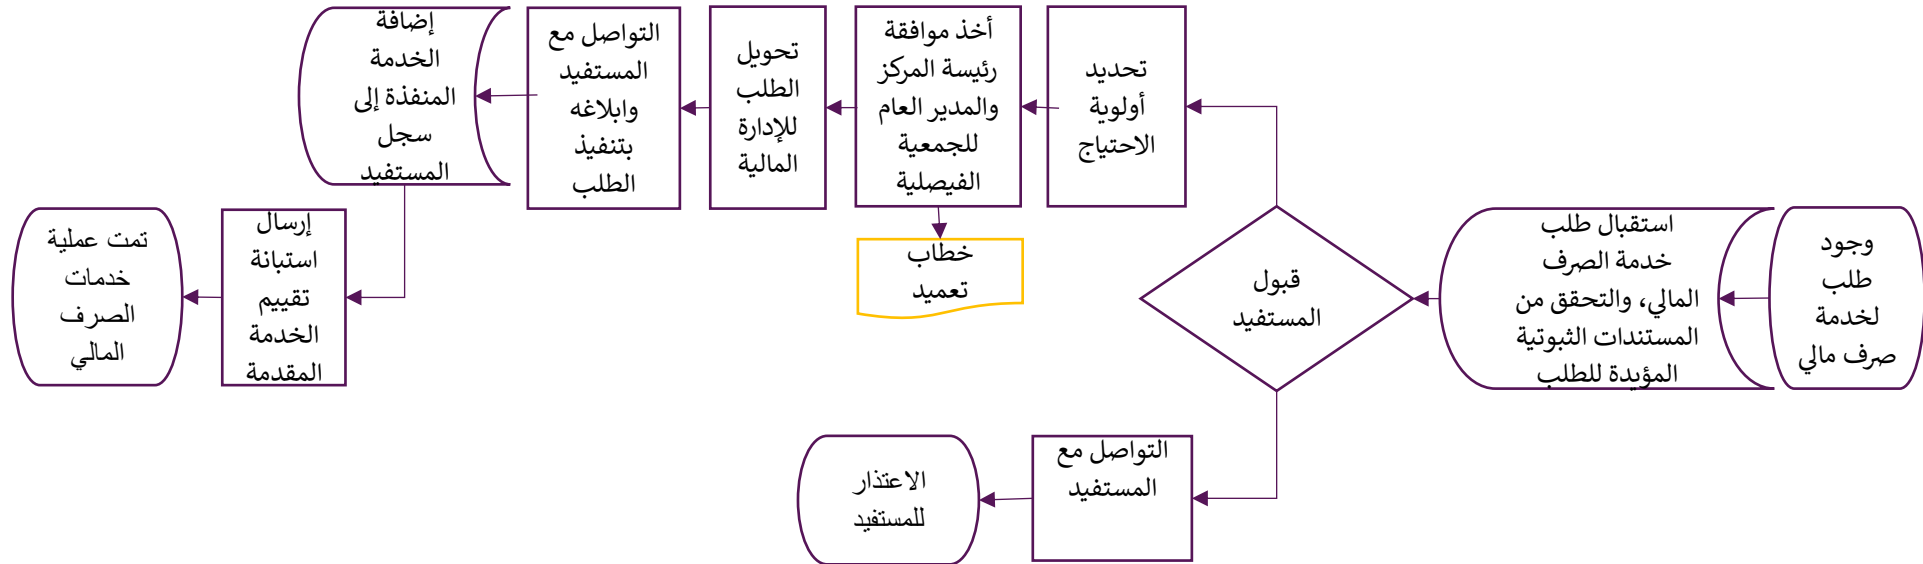 وجود
طلب
لخدمة
صرف مالي
استقبال طلب
خدمة الصرف
المالي، والتحقق من
المستندات الثبوتية
المؤيدة للطلب
قبول
المستفيد
تحديد
أولوية
الاحتياج
أخذ موافقة
رئيسة المركز
والمدير العام
للجمعية
الفيصلية
خطاب
تعميد
تحويل
الطلب
للإدارة
المالية
التواصل مع
المستفيد
وابلاغه
بتنفيذ
الطلب
إضافة
الخدمة
المنفذة إلى
سجل
المستفيد
إرسال
استبانة
تقييم
الخدمة
المقدمة
تمت عملية
خدمات
الصرف
المالي
التواصل مع
المستفيد
الاعتذار
للمستفيد